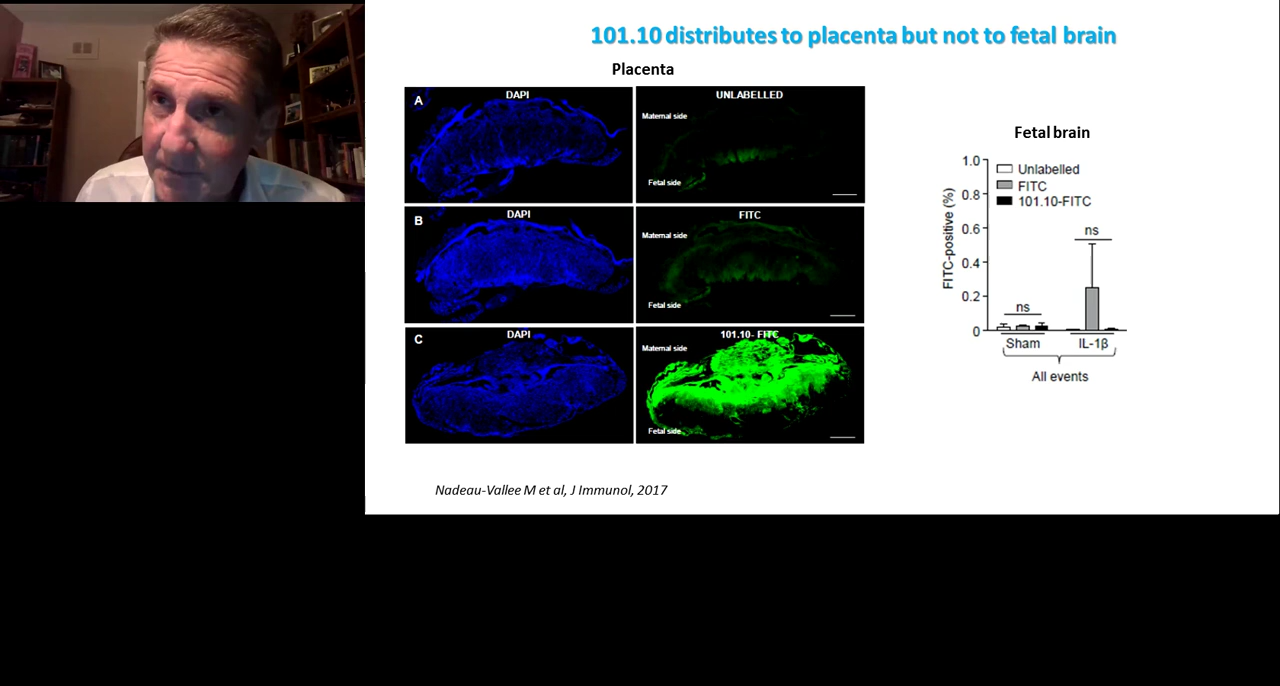 101.10 distributes to placenta but not to fetal brain
Placenta
A
DAPI
UNLABELLED
Maternal side
Fetal side
B
DAPI
FITC
Maternal side
Fetal side
C
DAPI
101.10- FITC
Maternal side
Fetal side
Fetal brain
FITC-positive (%)
1.0
0.8
0.6
0.4
0.2
0
Unlabelled
FITC
101.10-FITC
ns
ns
Sham
IL-1β
All events
Nadeau-Vallee M et al, J Immunol, 2017